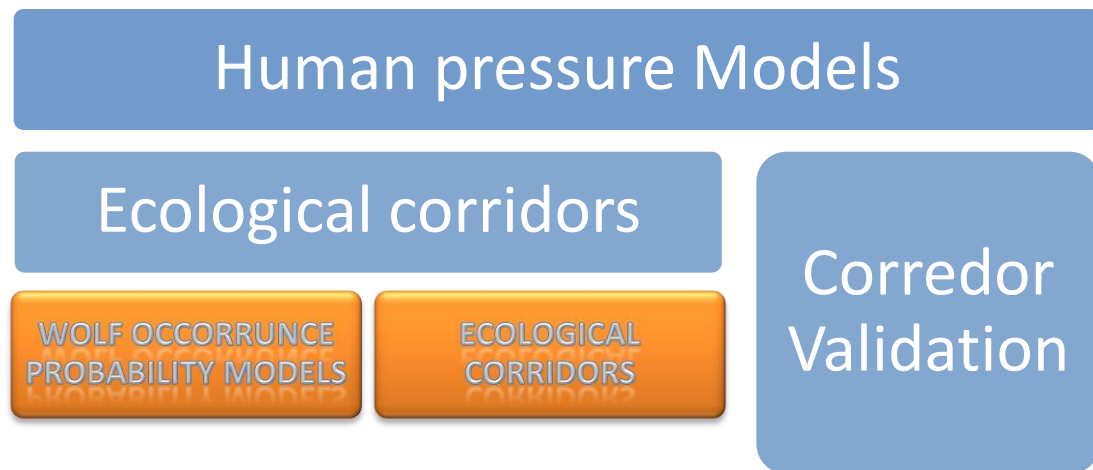 Human pressure Models
Ecological corridors
WOLF OCCORRUNCE
PROBABILITY MODELS
ECOLOGICAL
CORRIDORS
Corredor
Validation